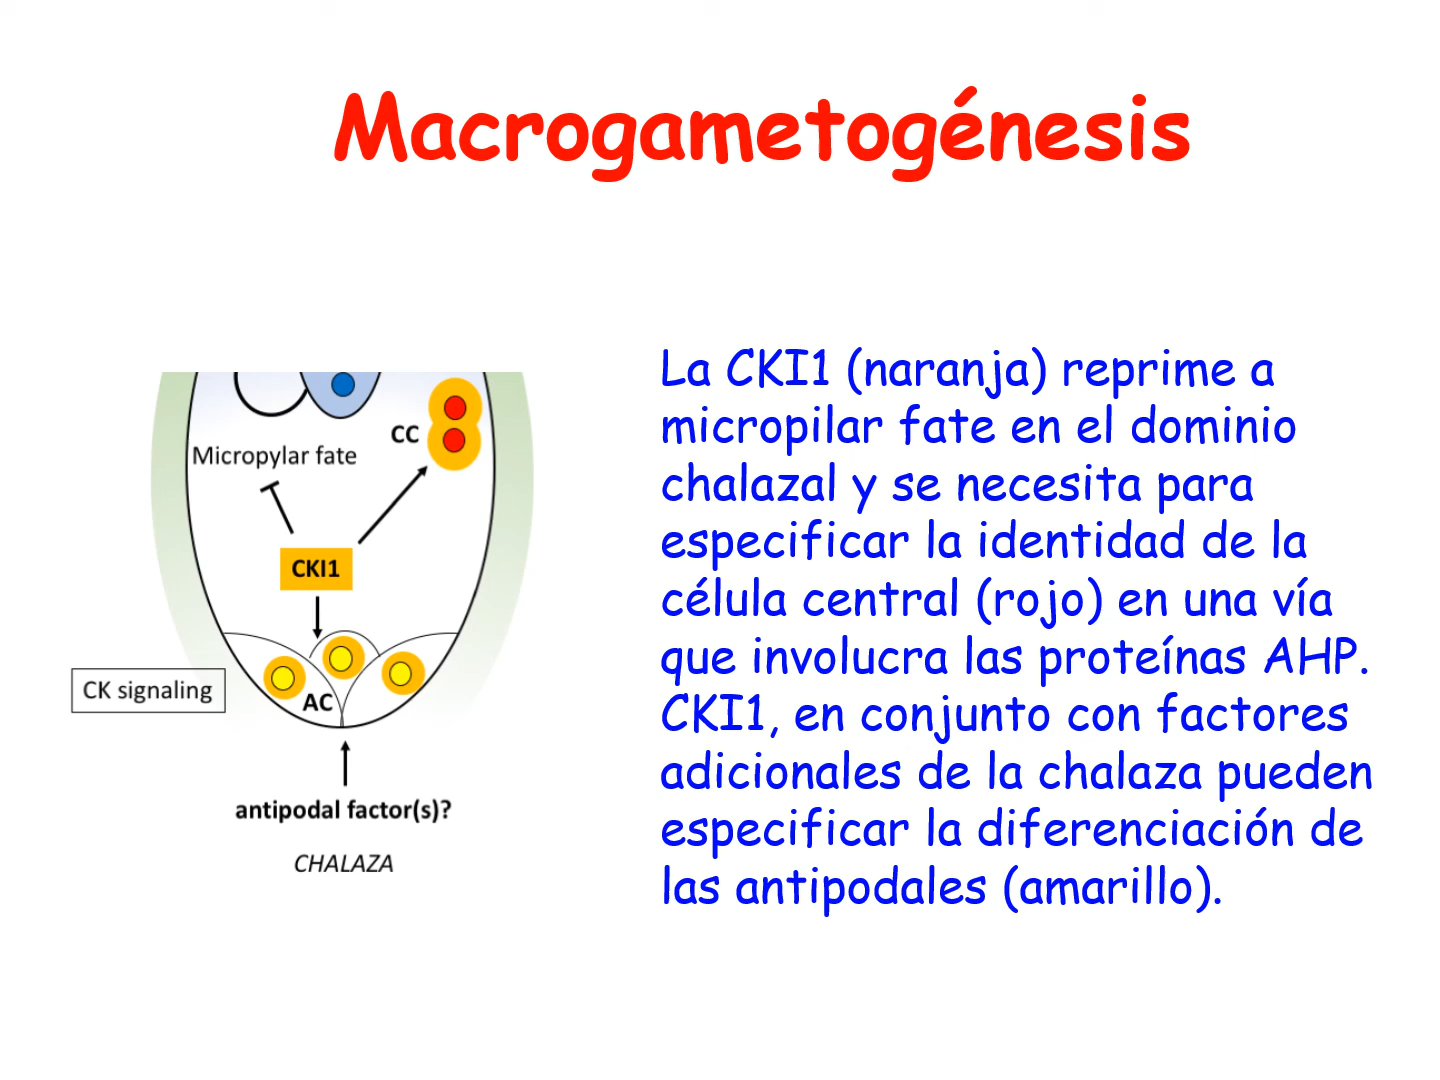 Macrogametogénesis
La CKI1 (naranja) reprime a
micropilar fate en el dominio
chalazal y se necesita para
especificar la identidad de la
célula central (rojo) en una vía
que involucra las proteínas AHP.
CKI1, en conjunto con factores
adicionales de la chalaza pueden
especificar la diferenciación de
las antipodales (amarillo).
CC
Micropylar fate
CKI1
CK signaling
AC
antipodal factor(s)?
CHALAZA